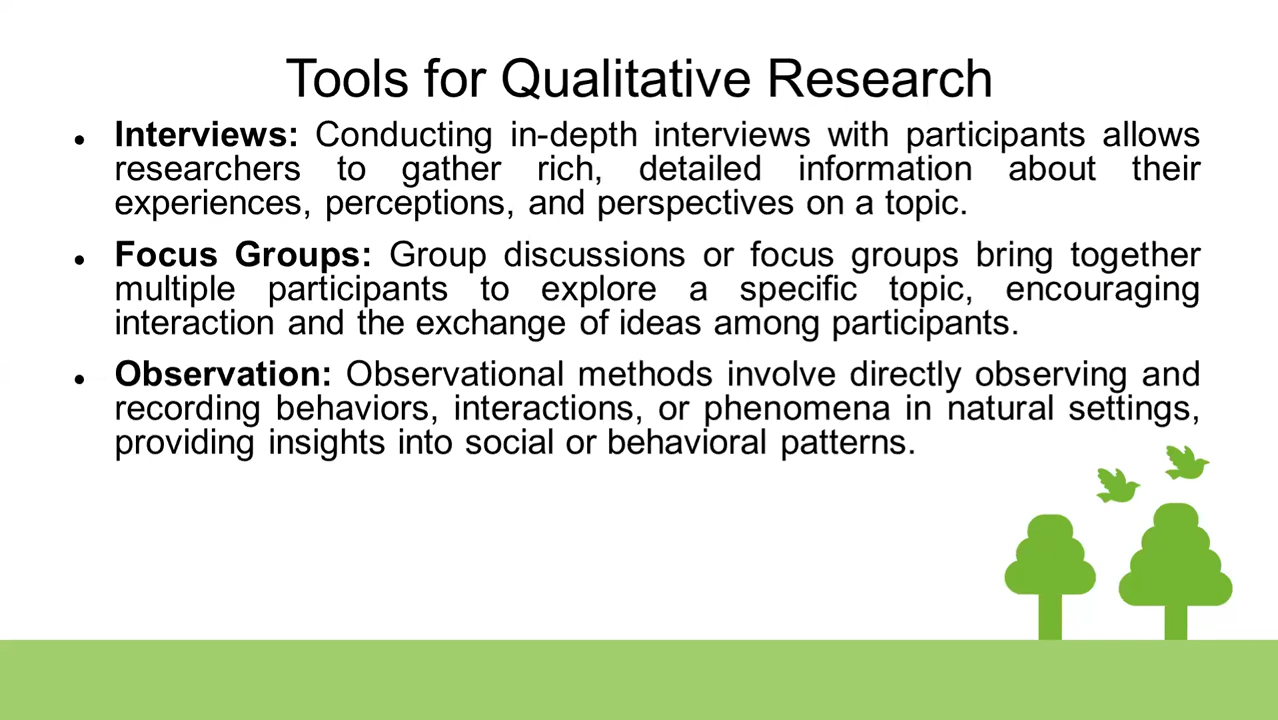 Tools for Qualitative Research
• Interviews: Conducting in-depth interviews with participants allows
researchers to gather rich, detailed information about their
experiences, perceptions, and perspectives on a topic.
• Focus Groups: Group discussions or focus groups bring together
multiple participants to explore a specific topic, encouraging
interaction and the exchange of ideas among participants.
• Observation: Observational methods involve directly observing and
recording behaviors, interactions, or phenomena in natural settings,
providing insights into social or behavioral patterns.